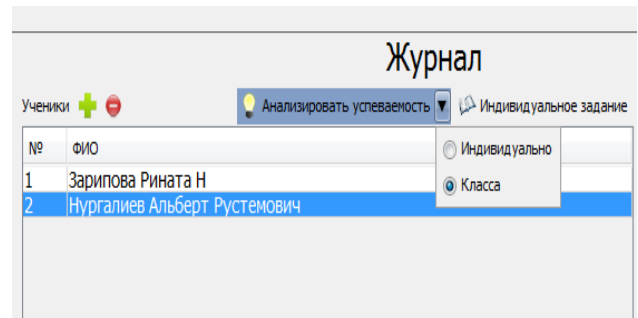 Журнал
Ученики Анализировать успеваемость Индивидуальное задание
№ ФИО
Индивидуально
Класса
1 Зарипова Рината Н
2 Нургалиев Альберт Рустемович